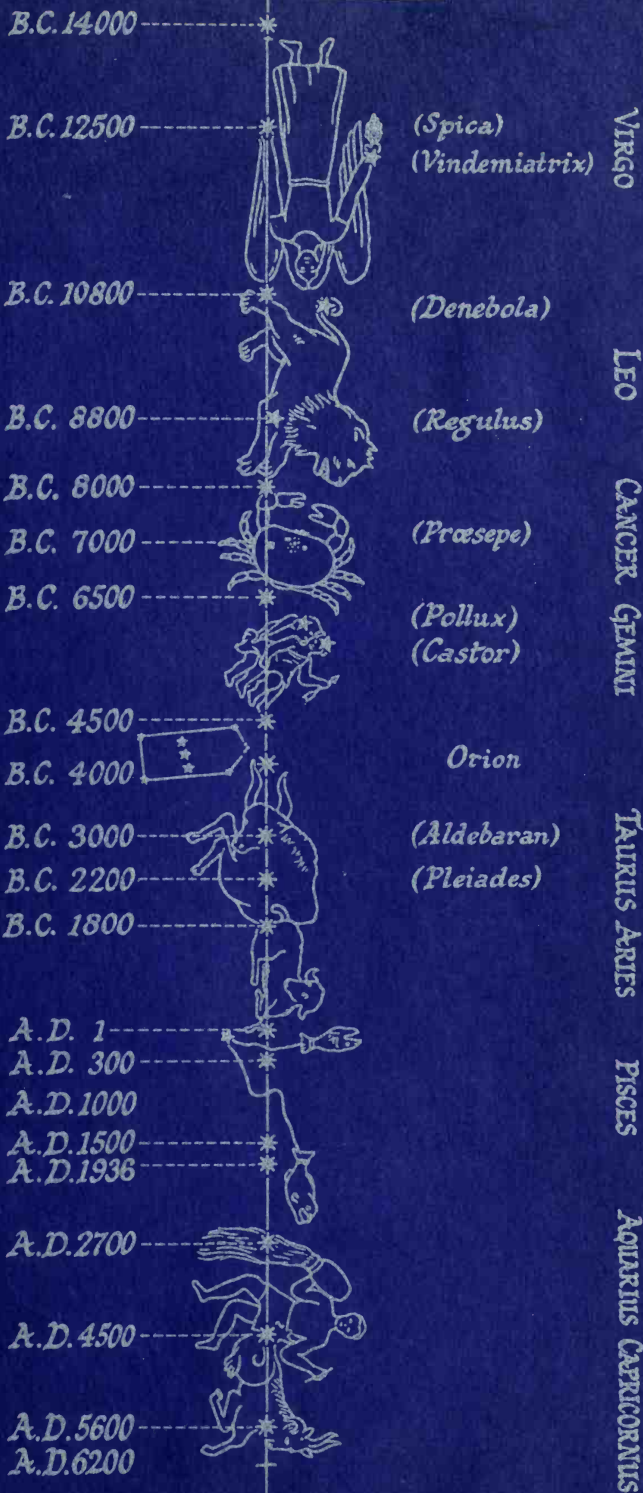 B.C. 14000
B.C. 12500
(Spica)
(Vindemiatrix)
VIRGO
B.C. 10800
(Denebola)
LEO
B.C. 8800
(Regulus)
B.C. 8000
CANCER
B.C. 7000
(Præsepe)
B.C. 6500
GEMINI
(Pollux)
(Castor)
B.C. 4500
Orion
B.C. 4000
TAURUS
B.C. 3000
(Aldebaran)
B.C. 2200
(Pleiades)
B.C. 1800
ARIES
A.D. 1
A.D. 300
PISCES
A.D. 1000
A.D. 1500
A.D. 1936
A.D. 2700
AQUARIUS
A.D. 4500
CAPRICORNUS
A.D. 5600
A.D. 6200